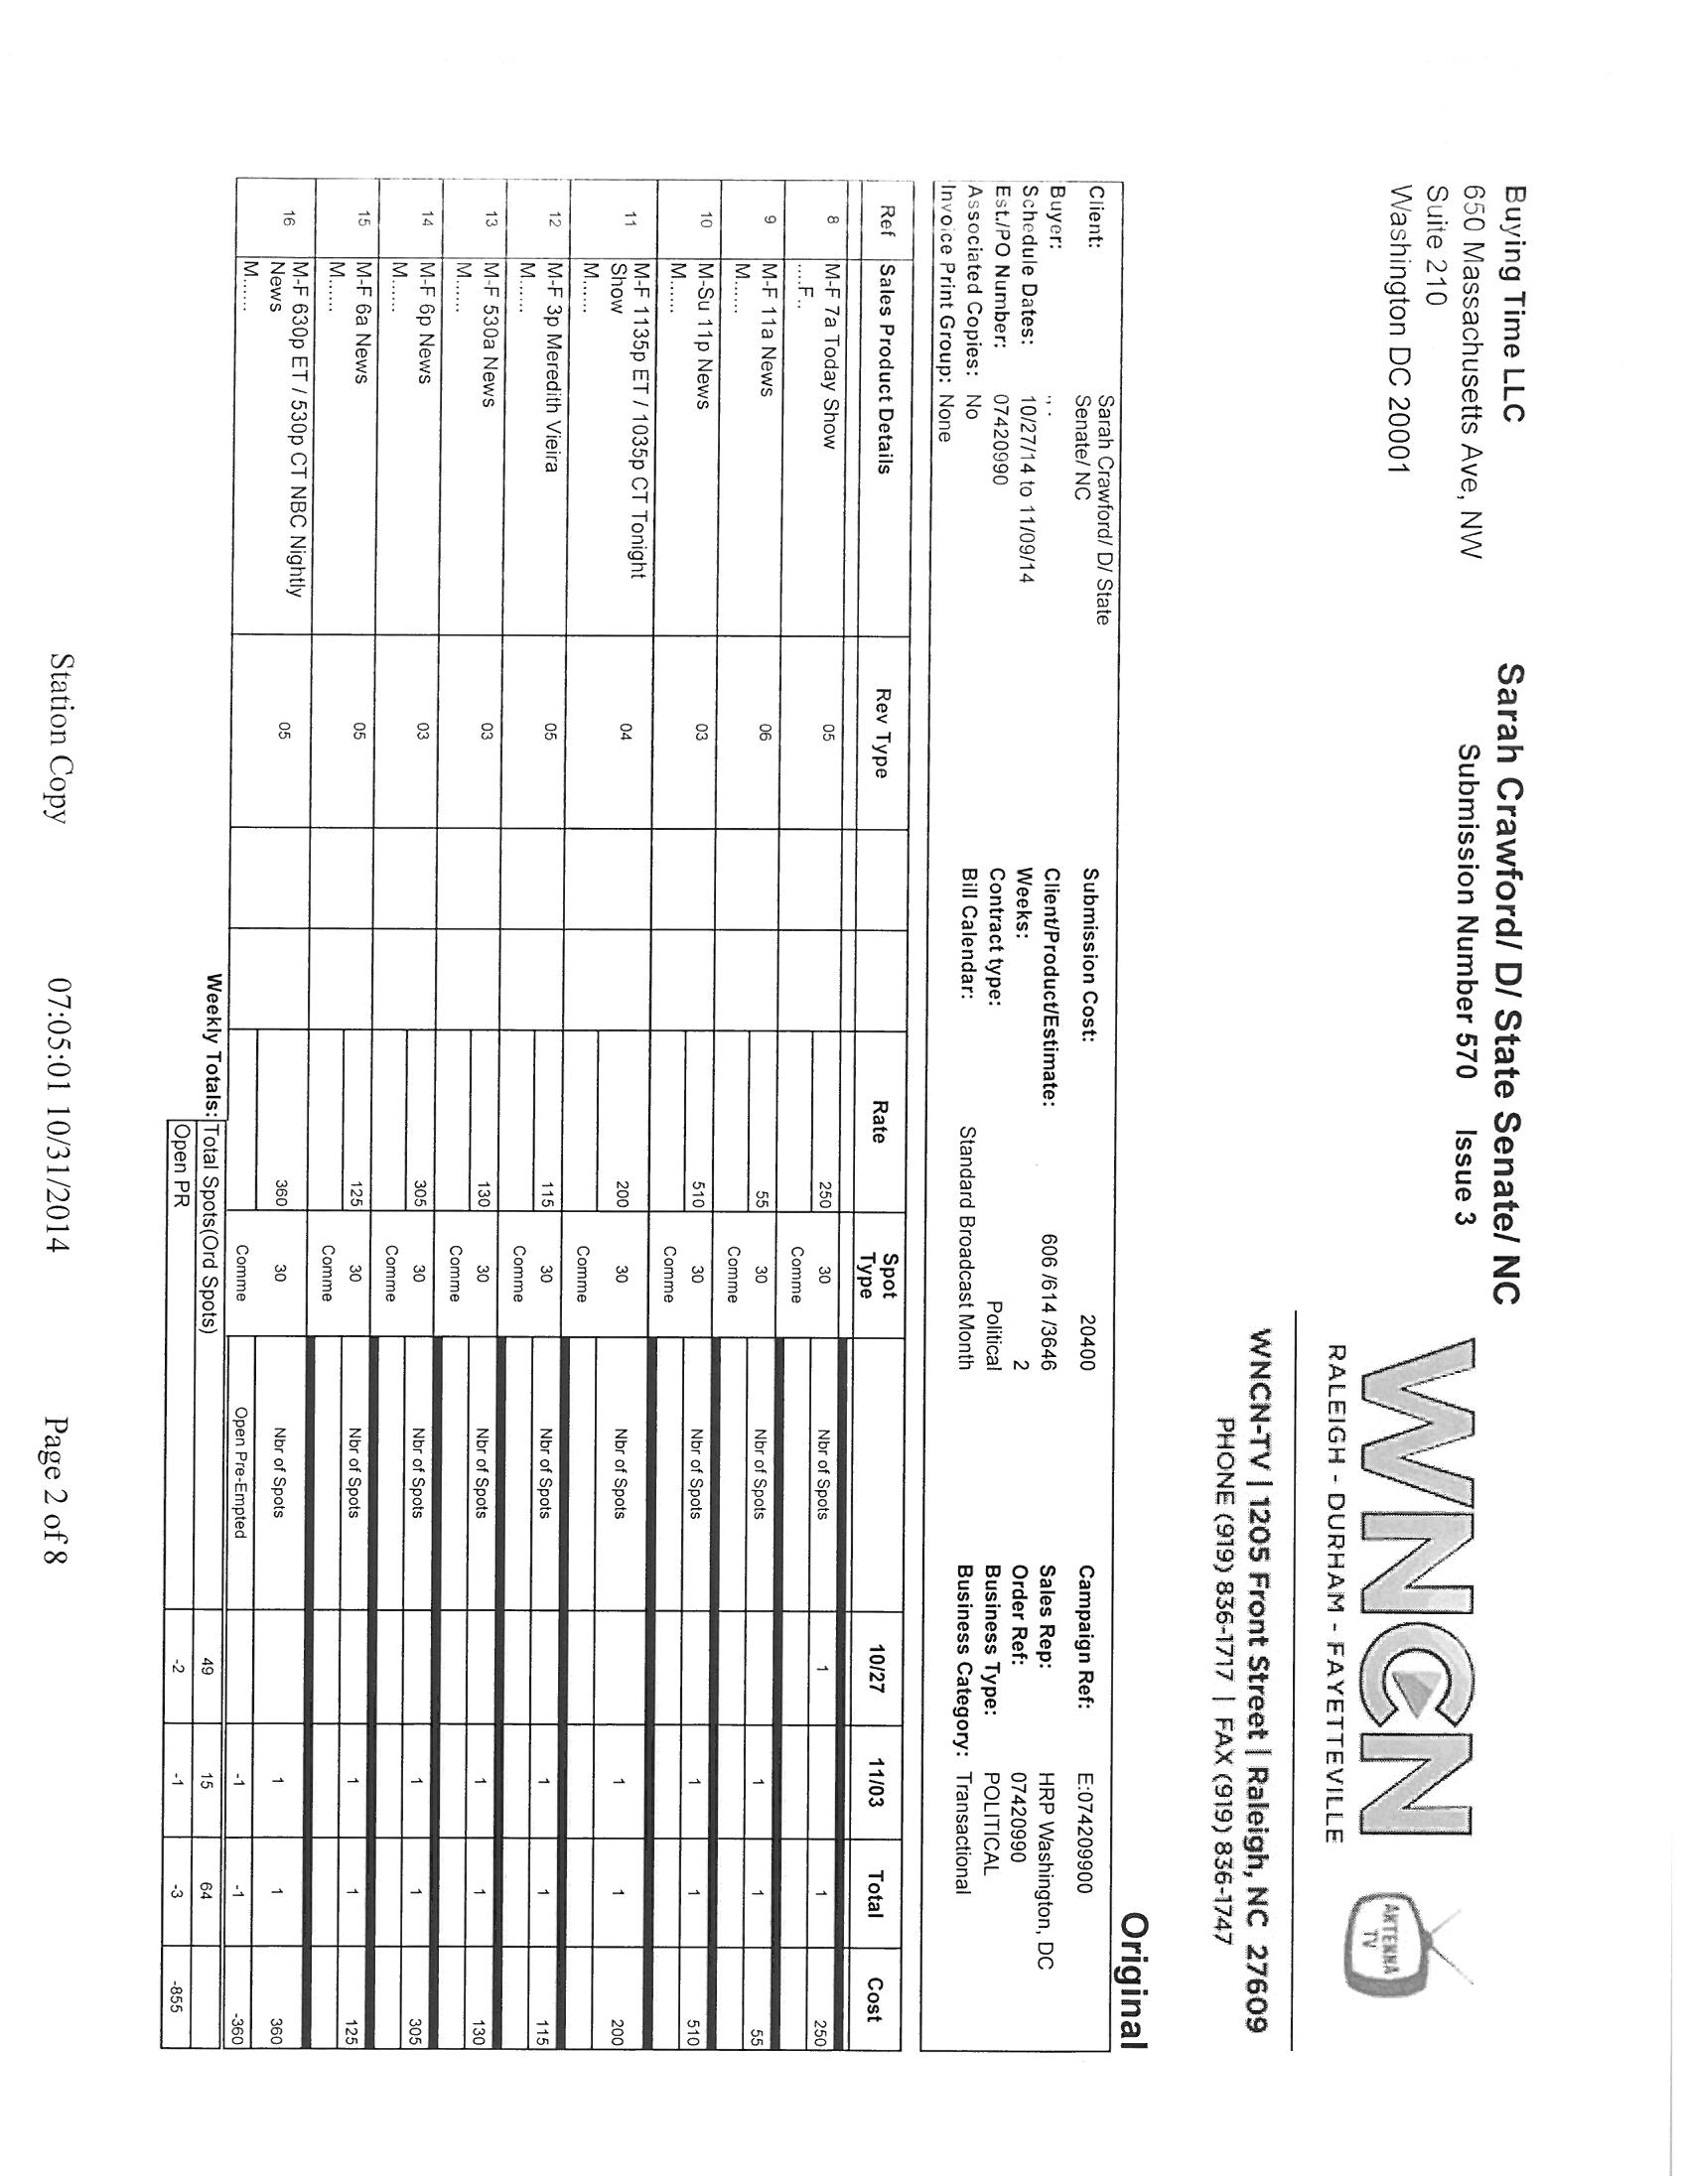 Buying Time LLC
650 Massachusetts Ave, NW
Suite 210
Washington DC 20001
Sarah Crawford/ D/ State Senate/ NC
Submission Number 570 Issue 3
WNCN
RALEIGH - DURHAM - FAYETTEVILLE
ANTENNA
TV
WNCN-TV | 1205 Front Street | Raleigh, NC 27609
PHONE (919) 836-1717 | FAX (919) 836-1747
Original
Client: Sarah Crawford/ D/ State Submission Cost: 20400 Campaign Ref: E:074209900
Senate/ NC
Buyer: , . Client/Product/Estimate: 606 /614 /3646 Sales Rep: HRP Washington, DC
Schedule Dates: 10/27/14 to 11/09/14 Weeks: 2 Order Ref: 07420990
Est./PO Number: 07420990 Contract type: Political Business Type: POLITICAL
Associated Copies: No Bill Calendar: Standard Broadcast Month Business Category: Transactional
Invoice Print Group: None
Ref Sales Product Details Rev Type Rate Spot Type 10/27 11/03 Total Cost
8 M-F 7a Today Show 05 250 30 Nbr of Spots 1 1 250
....F.. Comme
9 M-F 11a News 06 55 30 Nbr of Spots 1 1 55
M...... Comme
10 M-Su 11p News 03 510 30 Nbr of Spots 1 1 510
M...... Comme
11 M-F 1135p ET / 1035p CT Tonight 04 200 30 Nbr of Spots 1 1 200
Show
M...... Comme
12 M-F 3p Meredith Vieira 05 115 30 Nbr of Spots 1 1 115
M...... Comme
13 M-F 530a News 03 130 30 Nbr of Spots 1 1 130
M...... Comme
14 M-F 6p News 03 305 30 Nbr of Spots 1 1 305
M...... Comme
15 M-F 6a News 05 125 30 Nbr of Spots 1 1 125
M...... Comme
16 M-F 630p ET / 530p CT NBC Nightly 05 360 30 Nbr of Spots 1 1 360
News
M...... Comme Open Pre-Empted -1 -1 -360
Weekly Totals: Total Spots(Ord Spots) 49 15 64
Open PR -2 -1 -3 -855
Station Copy 07:05:01 10/31/2014 Page 2 of 8